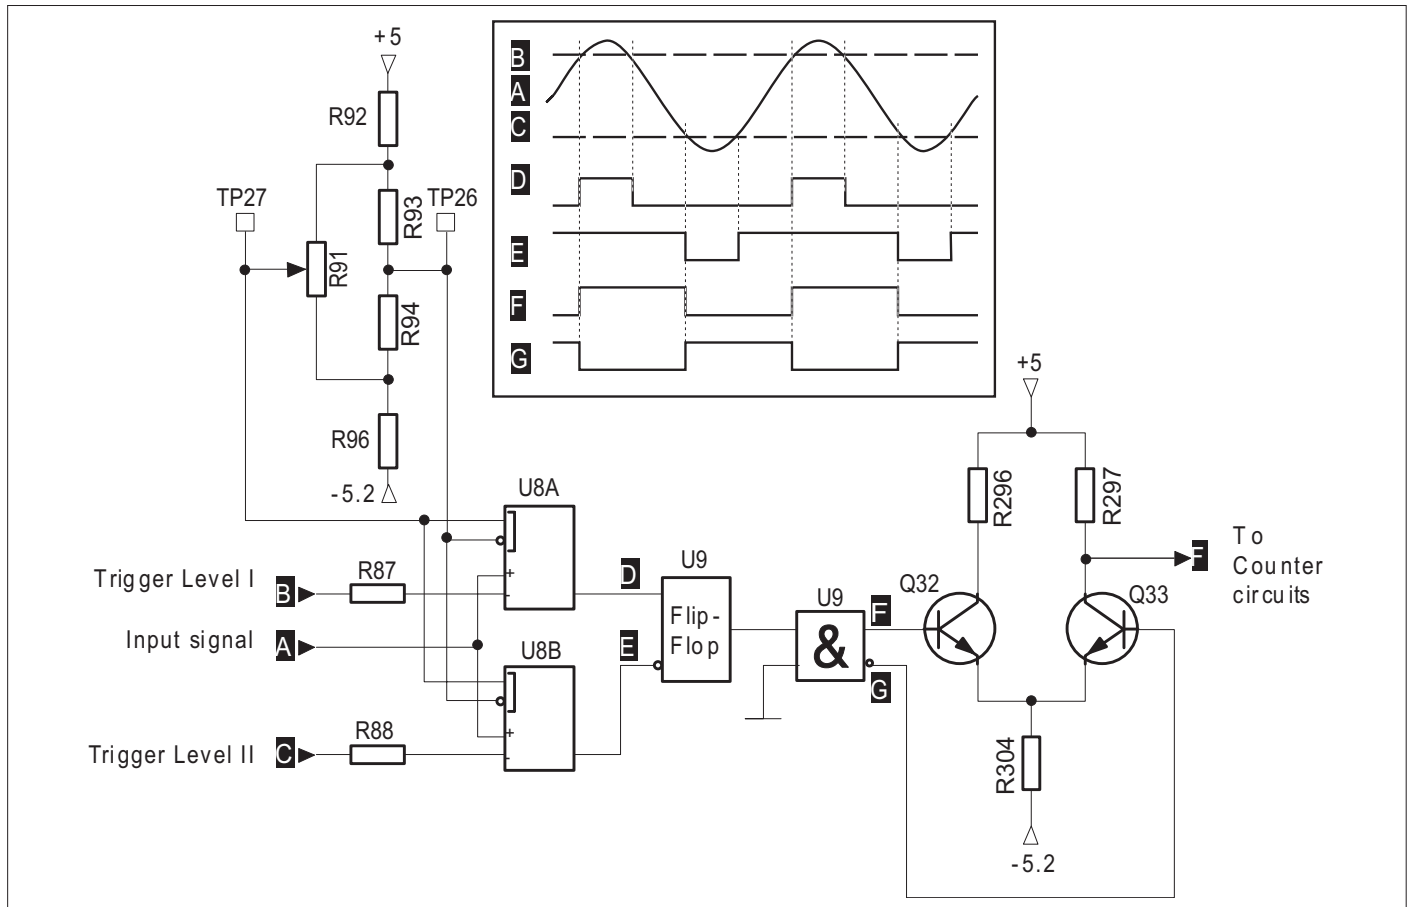 +5
R92
TP27
R93
TP26
R91
R94
R96
-5.2
B
A
C
D
E
F
G
U8A
Trigger Level I
B
R87
Input signal
A
U8B
Trigger Level II
C
R88
+
-
+
-
D
E
U9
Flip-
Flop
U9
&
F
G
+5
R296
R297
Q32
Q33
F
To
Counter
circuits
R304
-5.2